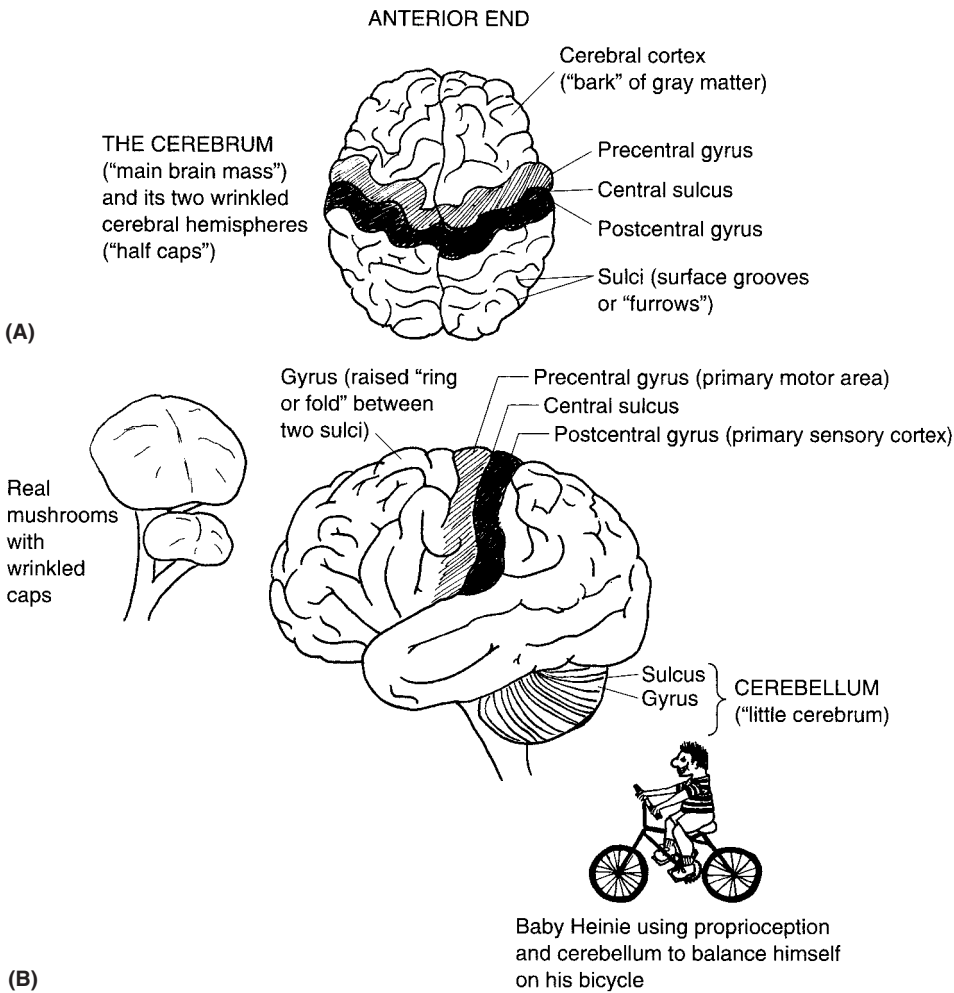 ANTERIOR END
Cerebral cortex
(“bark” of gray matter)
THE CEREBRUM
(“main brain mass”)
and its two wrinkled
cerebral hemispheres
(“half caps”)
Precentral gyrus
Central sulcus
Postcentral gyrus
Sulci (surface grooves
or “furrows”)
(A)
Gyrus (raised “ring
or fold” between
two sulci)
Precentral gyrus (primary motor area)
Central sulcus
Postcentral gyrus (primary sensory cortex)
Real
mushrooms
with
wrinkled
caps
Sulcus
Gyrus
CEREBELLUM
(“little cerebrum)
Baby Heinie using proprioception
and cerebellum to balance himself
on his bicycle
(B)